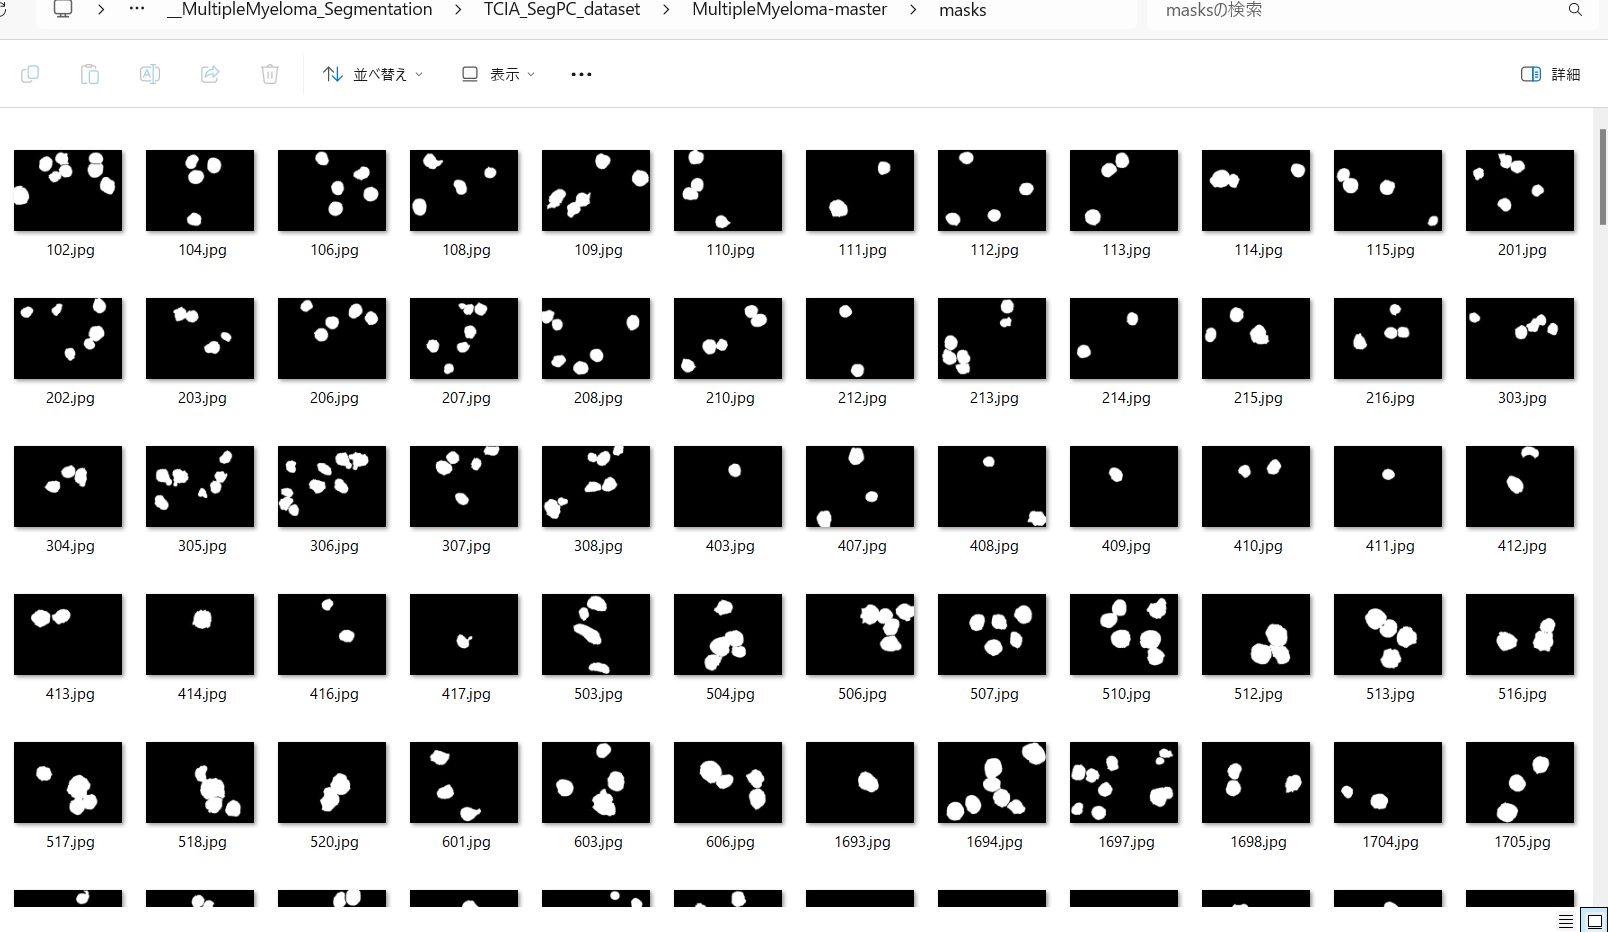 __MultipleMyeloma_Segmentation > TCIA_SegPC_dataset > MultipleMyeloma-master > masks masksの検索
並べ替え 表示 詳細
102.jpg 104.jpg 106.jpg 108.jpg 109.jpg 110.jpg 111.jpg 112.jpg 113.jpg 114.jpg 115.jpg 201.jpg
202.jpg 203.jpg 206.jpg 207.jpg 208.jpg 210.jpg 212.jpg 213.jpg 214.jpg 215.jpg 216.jpg 303.jpg
304.jpg 305.jpg 306.jpg 307.jpg 308.jpg 403.jpg 407.jpg 408.jpg 409.jpg 410.jpg 411.jpg 412.jpg
413.jpg 414.jpg 416.jpg 417.jpg 503.jpg 504.jpg 506.jpg 507.jpg 510.jpg 512.jpg 513.jpg 516.jpg
517.jpg 518.jpg 520.jpg 601.jpg 603.jpg 606.jpg 1693.jpg 1694.jpg 1697.jpg 1698.jpg 1704.jpg 1705.jpg